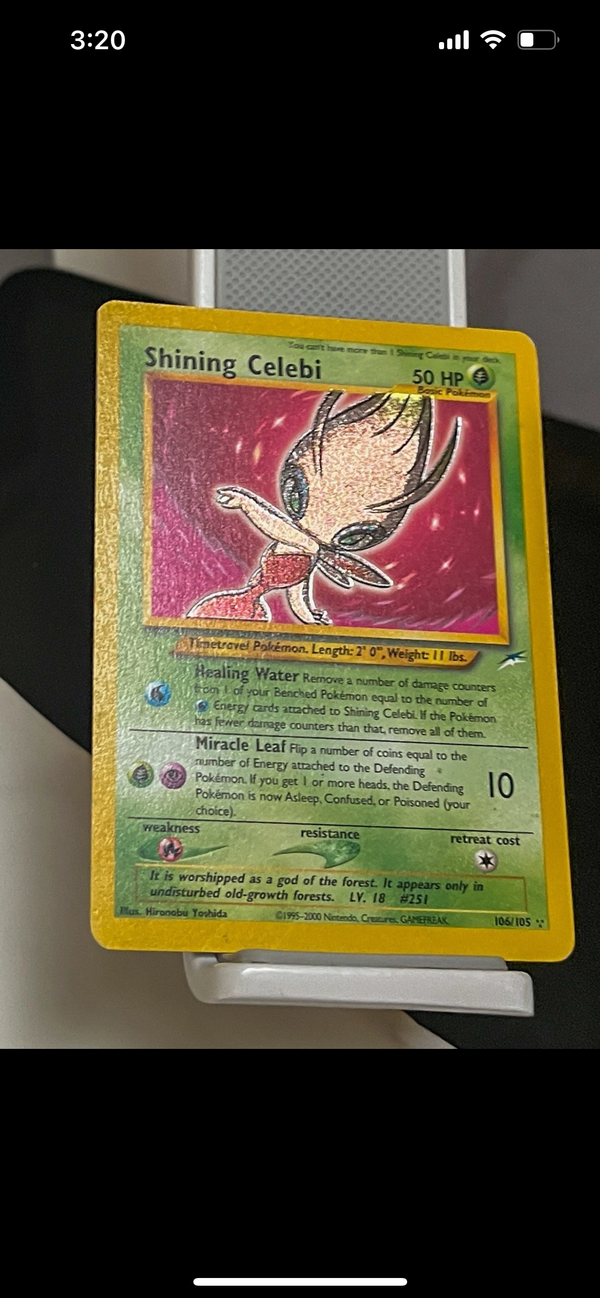 3:20
You can't have more than 1 Shining Celebi in your deck.
Shining Celebi
50 HP
Basic Pokémon
Timetravel Pokémon. Length: 2' 0", Weight: 11 lbs.
Healing Water Remove a number of damage counters
from 1 of your Benched Pokémon equal to the number of
Energy cards attached to Shining Celebi. If the Pokémon
has fewer damage counters than that, remove all of them.
Miracle Leaf Flip a number of coins equal to the
number of Energy attached to the Defending
Pokémon. If you get 1 or more heads, the Defending
Pokémon is now Asleep, Confused, or Poisoned (your
choice).
10
weakness
resistance
retreat cost
It is worshipped as a god of the forest. It appears only in
undisturbed old-growth forests. LV. 18 #251
Illus. Hironobu Yoshida
©1995-2000 Nintendo, Creatures, GAMEFREAK.
106/105